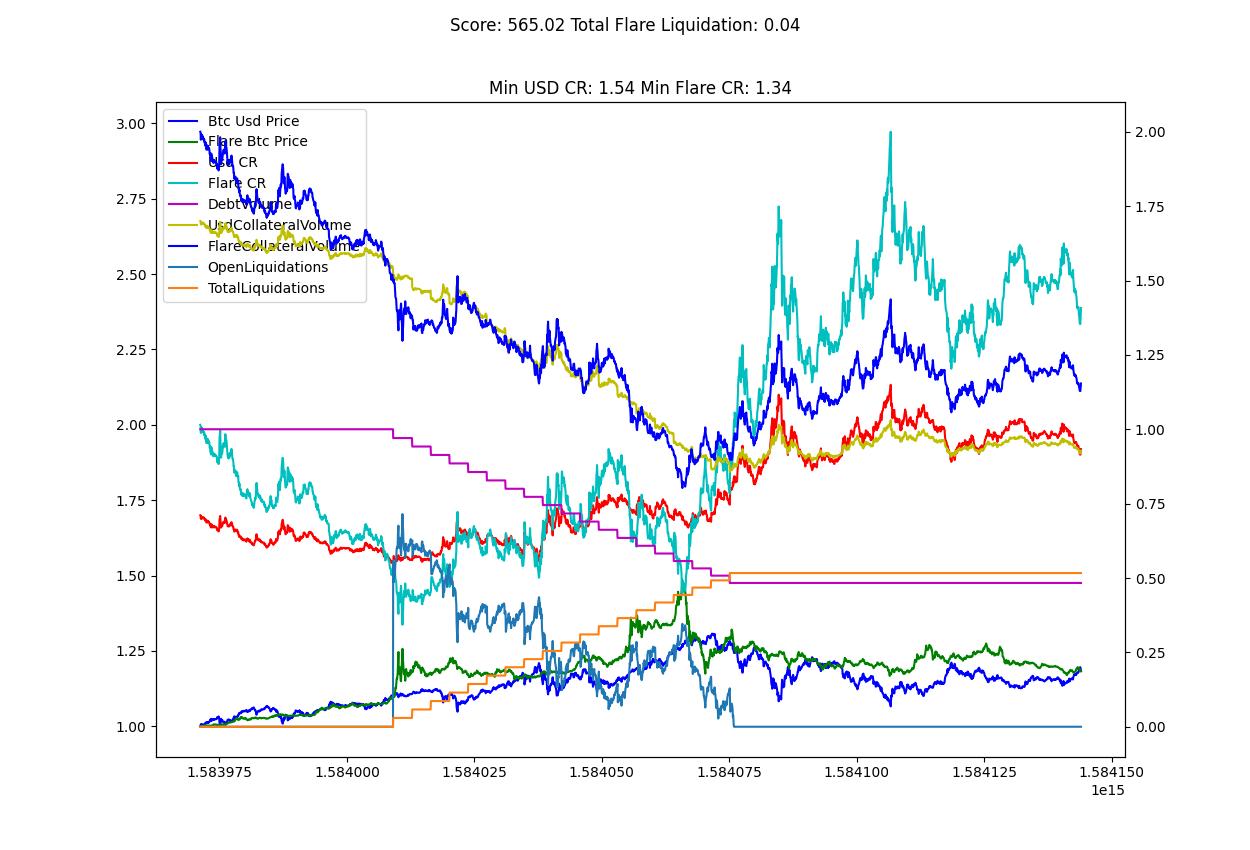 Score: 565.02 Total Flare Liquidation: 0.04
Min USD CR: 1.54 Min Flare CR: 1.34
Btc Usd Price
Flare Btc Price
Usd CR
Flare CR
DebtVolume
UsdCollateralVolume
FlareCollateralVolume
OpenLiquidations
TotalLiquidations
3.00
2.75
2.50
2.25
2.00
1.75
1.50
1.25
1.00
2.00
1.75
1.50
1.25
1.00
0.75
0.50
0.25
0.00
1.583975 1.584000 1.584025 1.584050 1.584075 1.584100 1.584125 1.584150
1e15